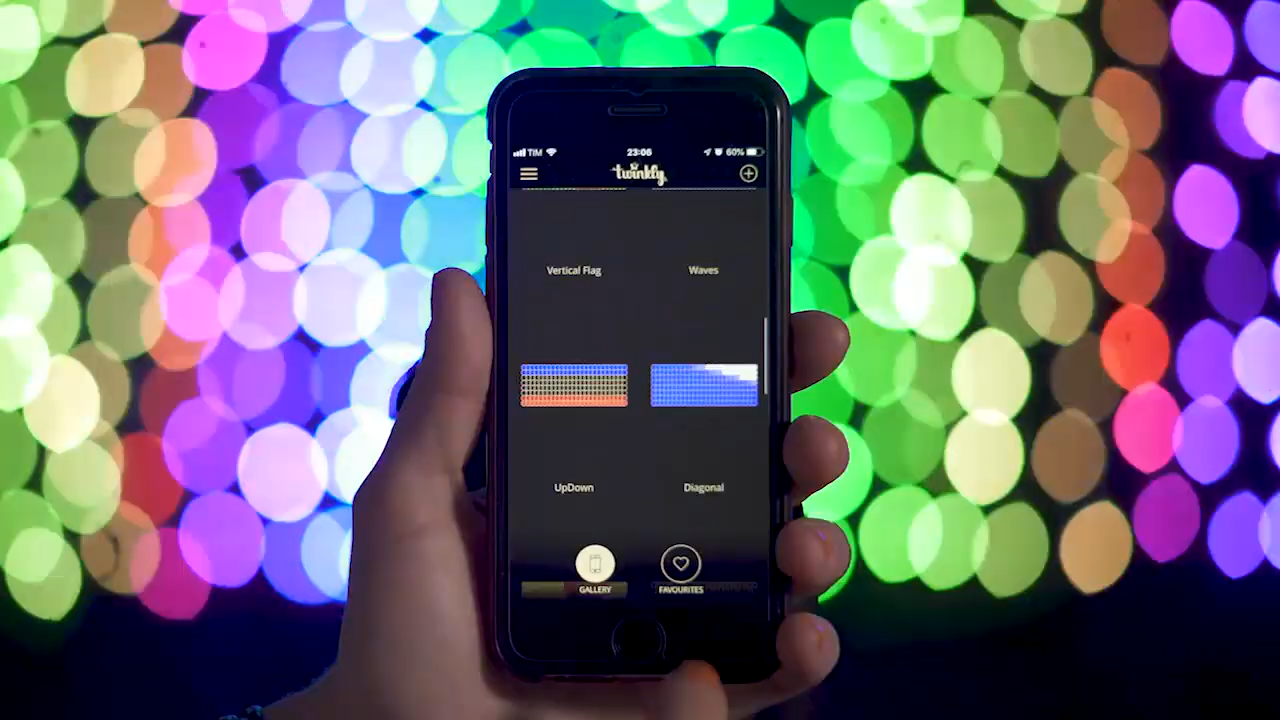 TIM 23:06 60%
twinkly
Vertical Flag Waves
UpDown Diagonal
GALLERY FAVOURITES